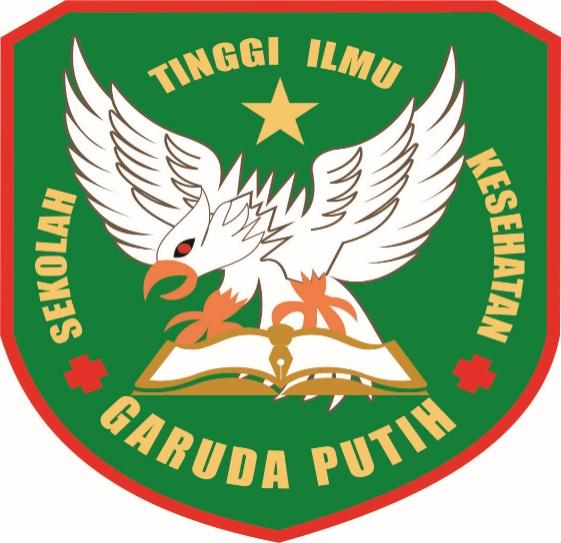 SEKOLAH
TINGGI ILMU
KESEHATAN
GARUDA PUTIH